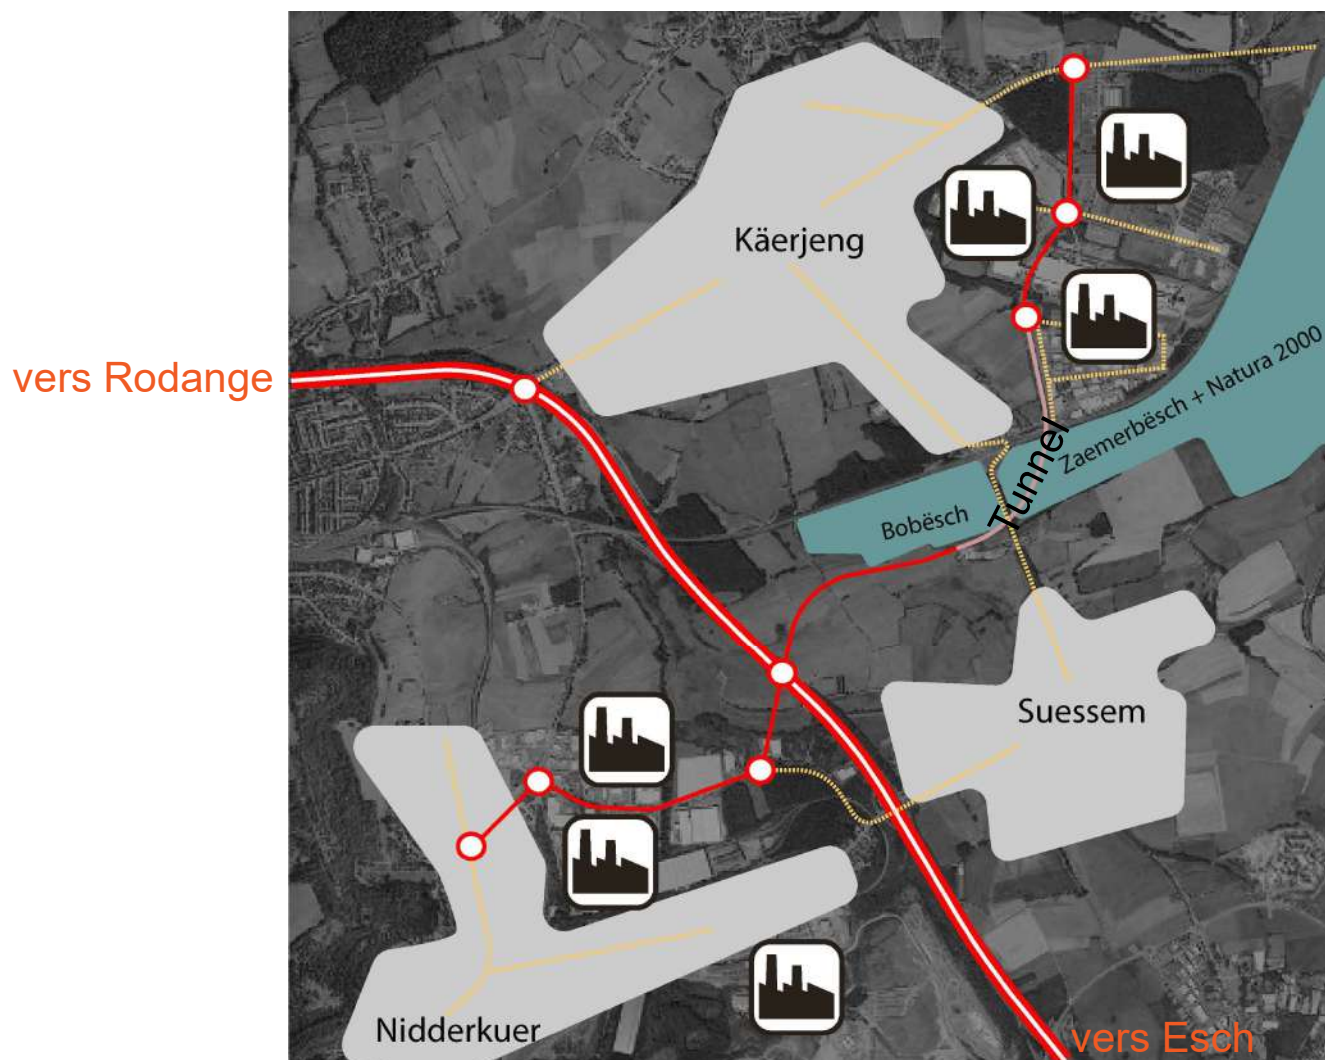 Käerjeng
vers Rodange
Zaemerbësch + Natura 2000
Tunnel
Bobësch
Suessem
Nidderkuer
vers Esch